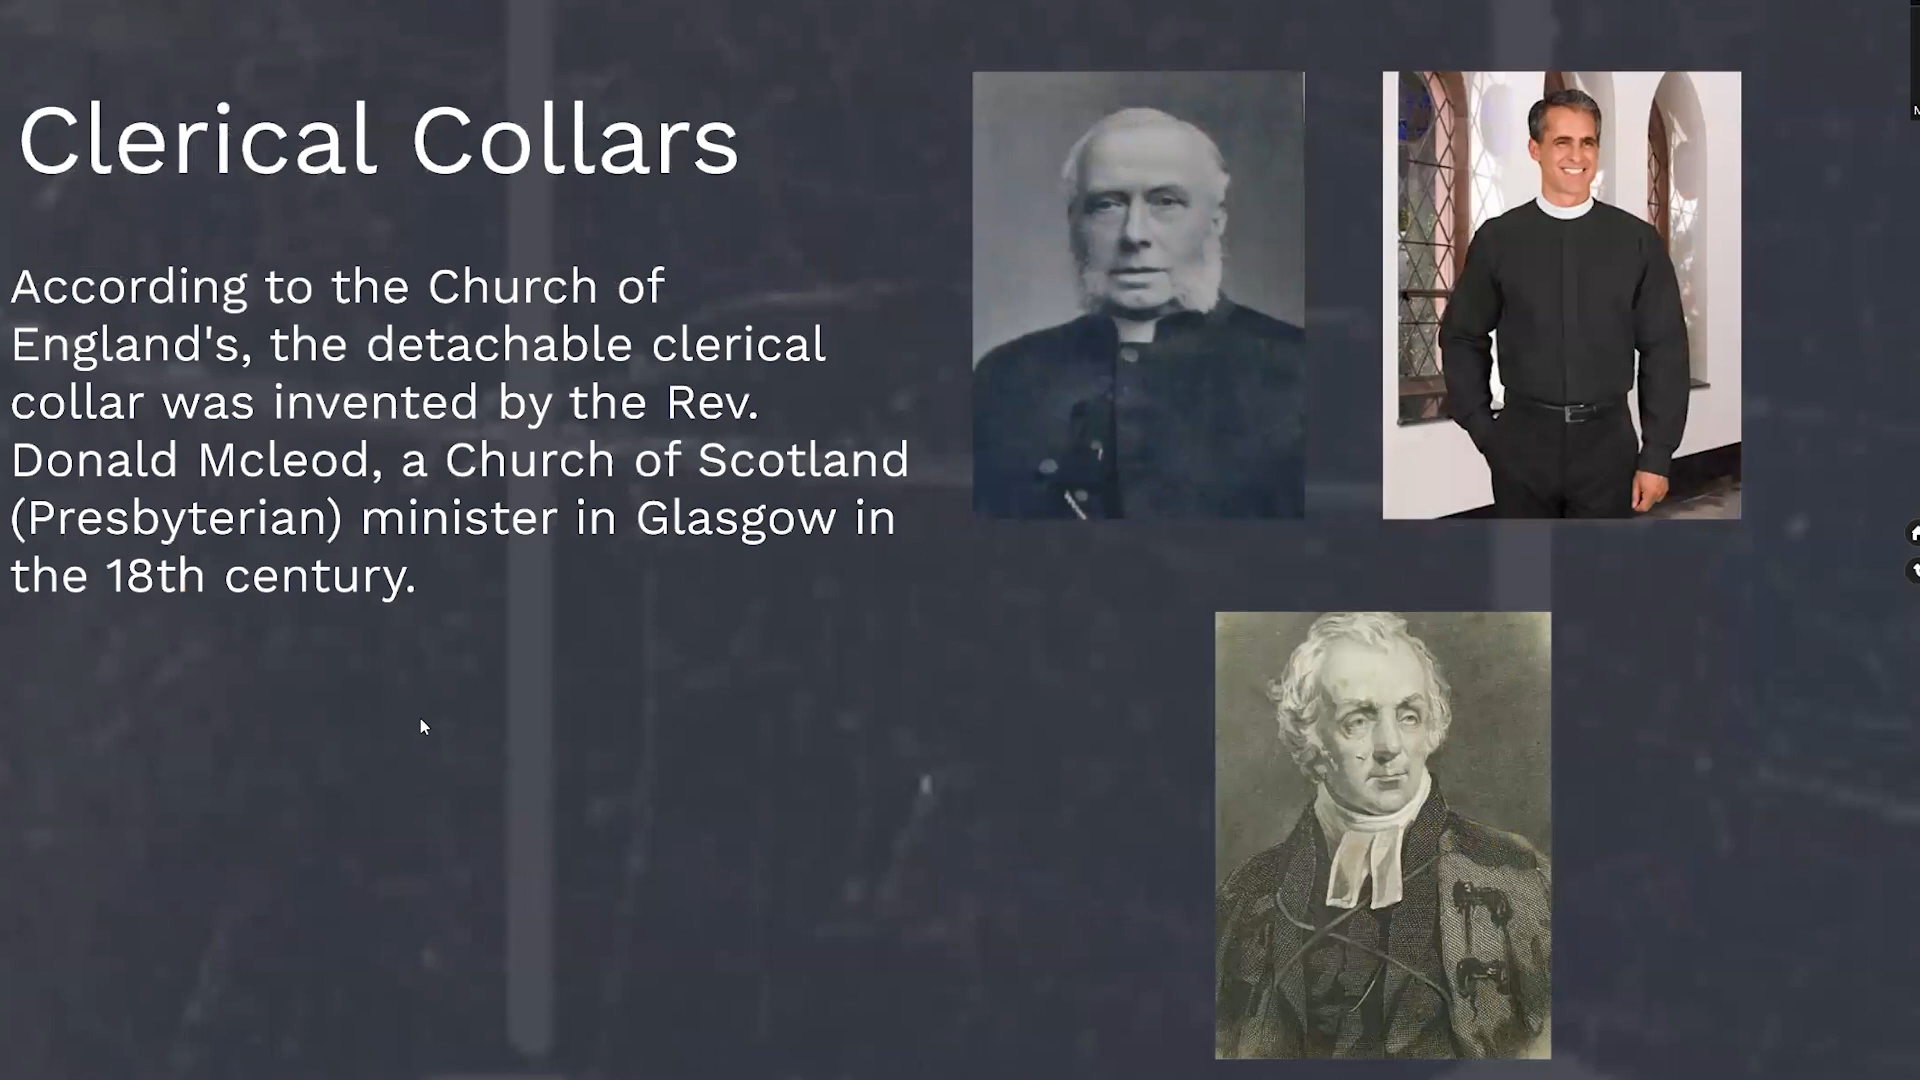 Clerical Collars
According to the Church of
England's, the detachable clerical
collar was invented by the Rev.
Donald Mcleod, a Church of Scotland
(Presbyterian) minister in Glasgow in
the 18th century.